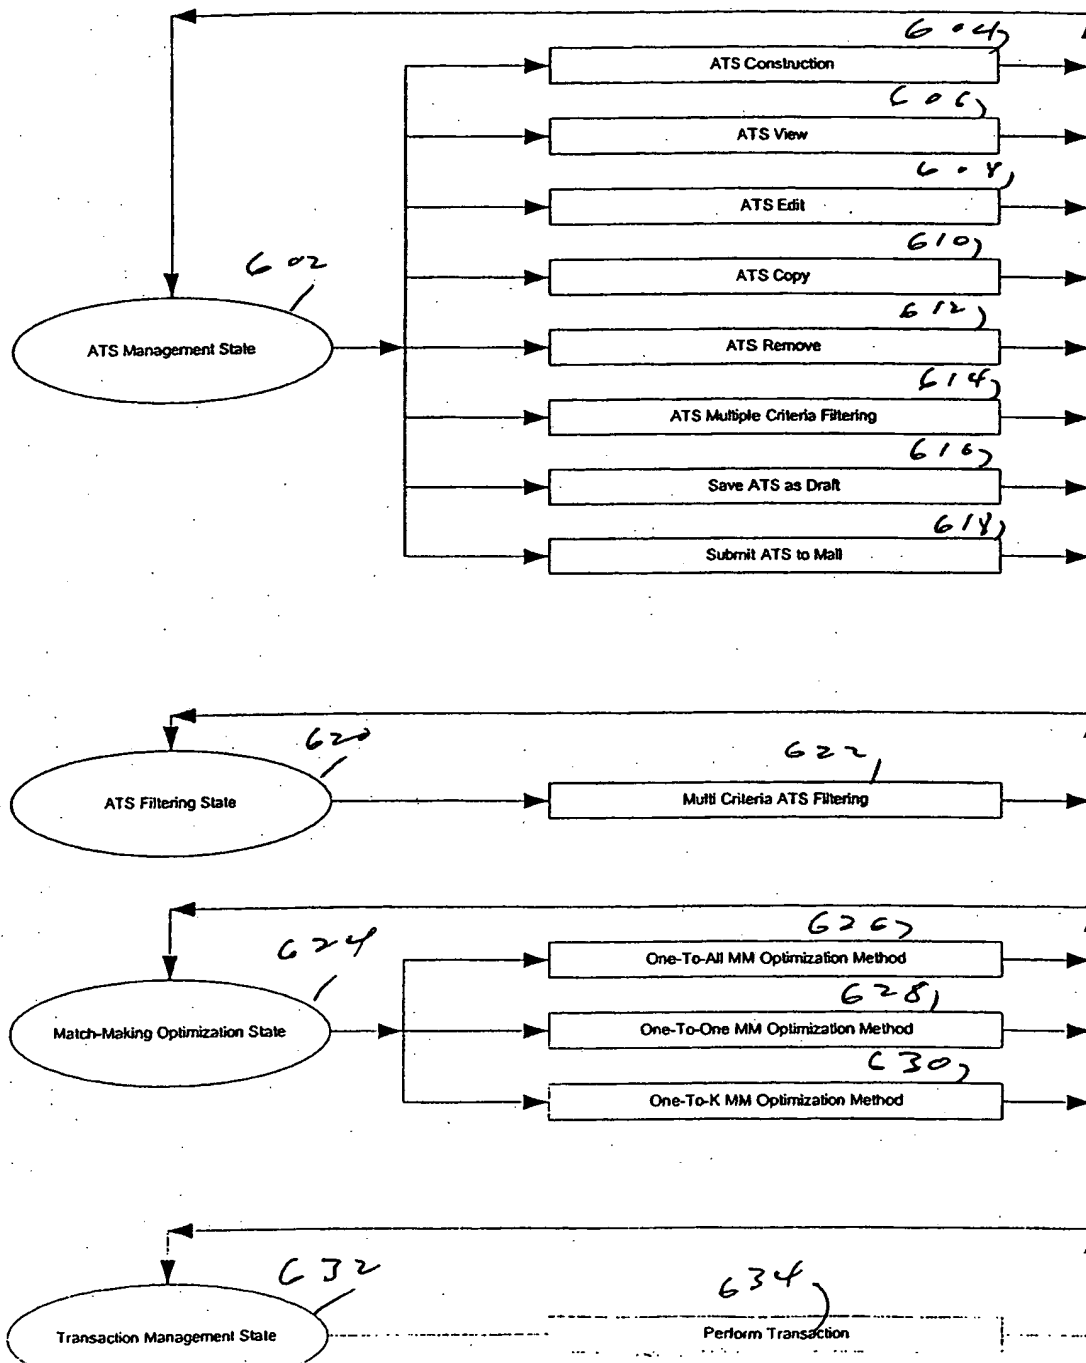 604
ATS Construction
606
ATS View
608
ATS Edit
602
610
ATS Copy
612
ATS Management State
ATS Remove
614
ATS Multiple Criteria Filtering
616
Save ATS as Draft
618
Submit ATS to Mall
620
622
ATS Filtering State
Multi Criteria ATS Filtering
624
626
One-To-All MM Optimization Method
628
Match-Making Optimization State
One-To-One MM Optimization Method
630
One-To-K MM Optimization Method
632
634
Transaction Management State
Perform Transaction